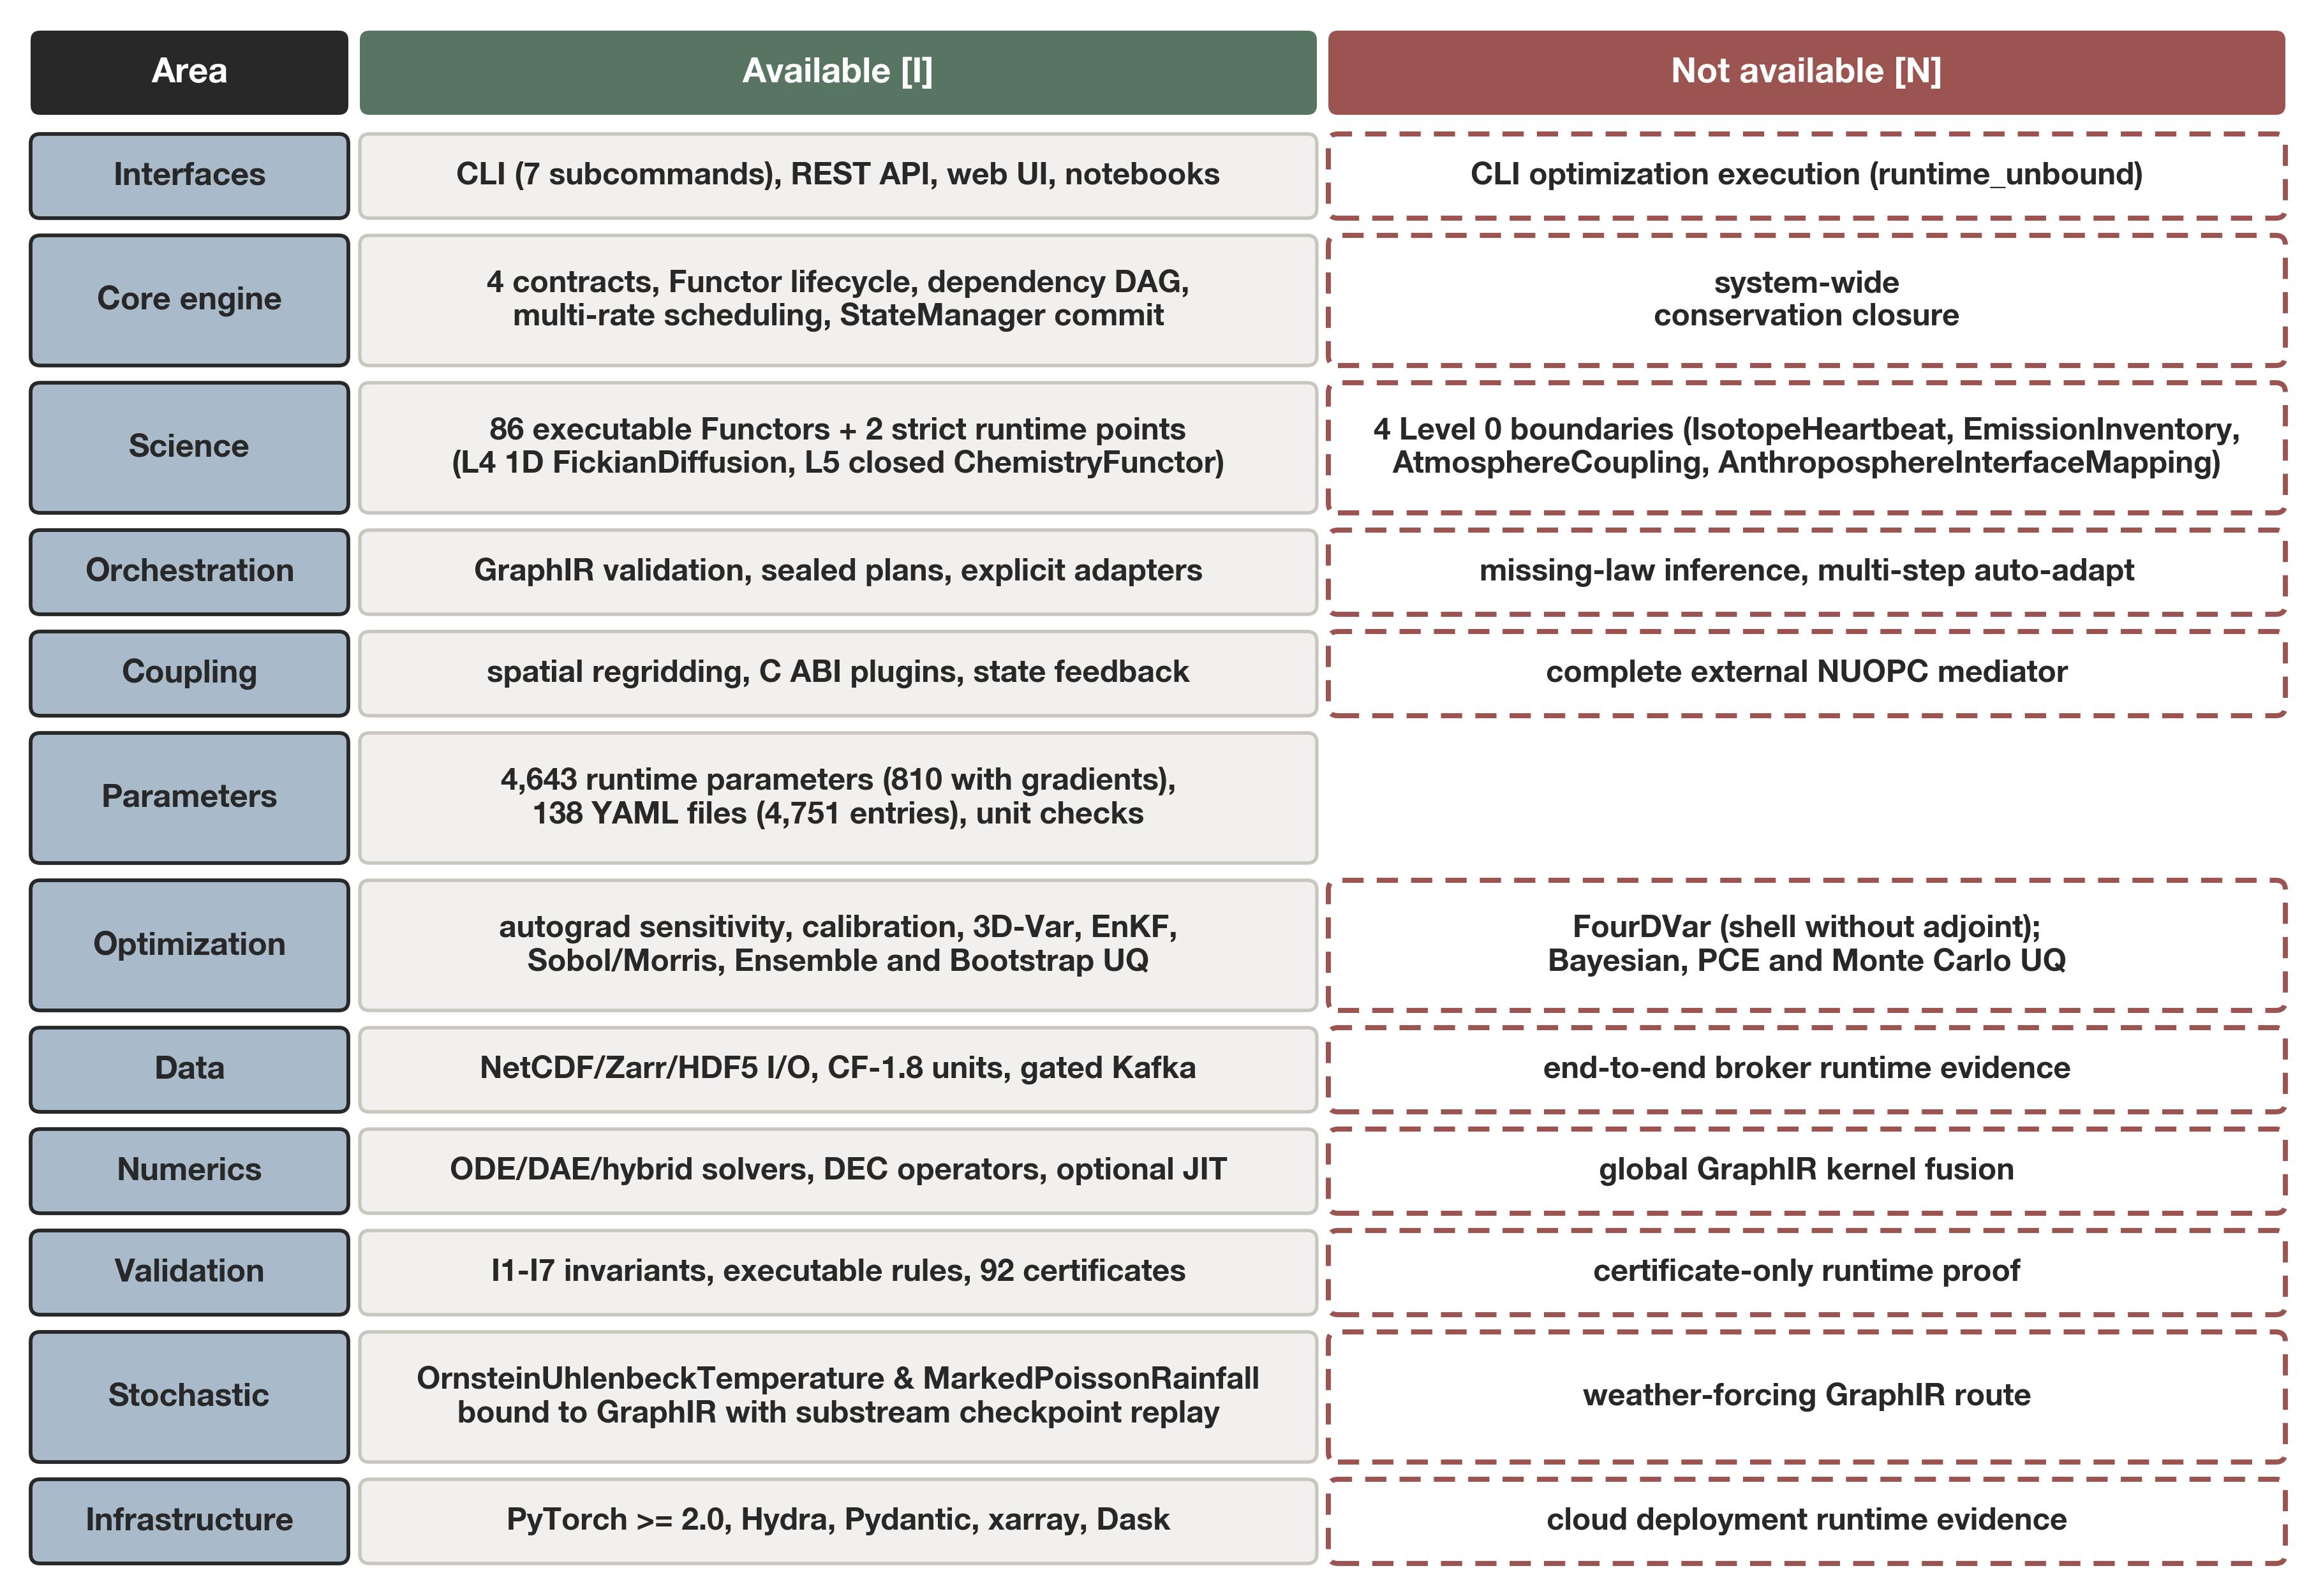 Area
Available [I]
Not available [N]
Interfaces
CLI (7 subcommands), REST API, web UI, notebooks
CLI optimization execution (runtime_unbound)
Core engine
4 contracts, Functor lifecycle, dependency DAG,
multi-rate scheduling, StateManager commit
system-wide
conservation closure
Science
86 executable Functors + 2 strict runtime points
(L4 1D FickianDiffusion, L5 closed ChemistryFunctor)
4 Level 0 boundaries (IsotopeHeartbeat, EmissionInventory,
AtmosphereCoupling, AnthroposphereInterfaceMapping)
Orchestration
GraphIR validation, sealed plans, explicit adapters
missing-law inference, multi-step auto-adapt
Coupling
spatial regridding, C ABI plugins, state feedback
complete external NUOPC mediator
Parameters
4,643 runtime parameters (810 with gradients),
138 YAML files (4,751 entries), unit checks
Optimization
autograd sensitivity, calibration, 3D-Var, EnKF,
Sobol/Morris, Ensemble and Bootstrap UQ
FourDVar (shell without adjoint);
Bayesian, PCE and Monte Carlo UQ
Data
NetCDF/Zarr/HDF5 I/O, CF-1.8 units, gated Kafka
end-to-end broker runtime evidence
Numerics
ODE/DAE/hybrid solvers, DEC operators, optional JIT
global GraphIR kernel fusion
Validation
I1-I7 invariants, executable rules, 92 certificates
certificate-only runtime proof
Stochastic
OrnsteinUhlenbeckTemperature & MarkedPoissonRainfall
bound to GraphIR with substream checkpoint replay
weather-forcing GraphIR route
Infrastructure
PyTorch >= 2.0, Hydra, Pydantic, xarray, Dask
cloud deployment runtime evidence